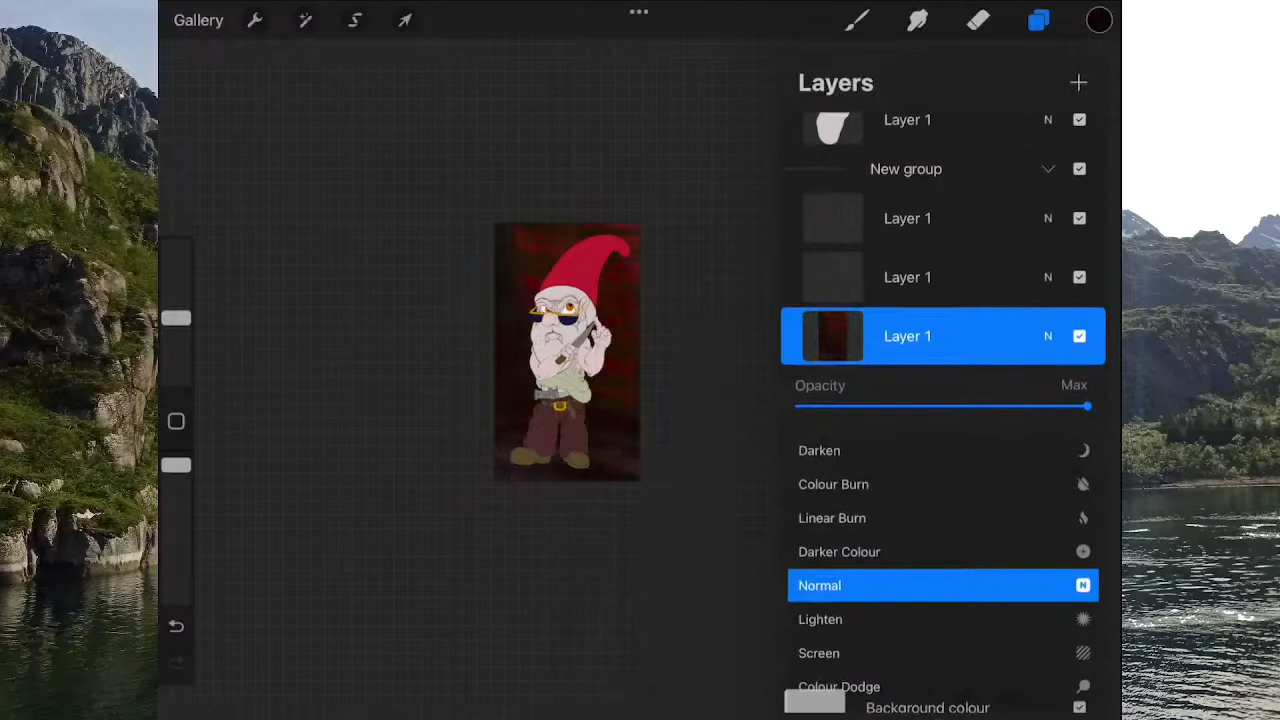 Gallery
Layers
Layer 1 N
New group
Layer 1 N
Layer 1 N
Layer 1 N
Opacity Max
Darken
Colour Burn
Linear Burn
Darker Colour
Normal N
Lighten
Screen
Colour Dodge
Background colour